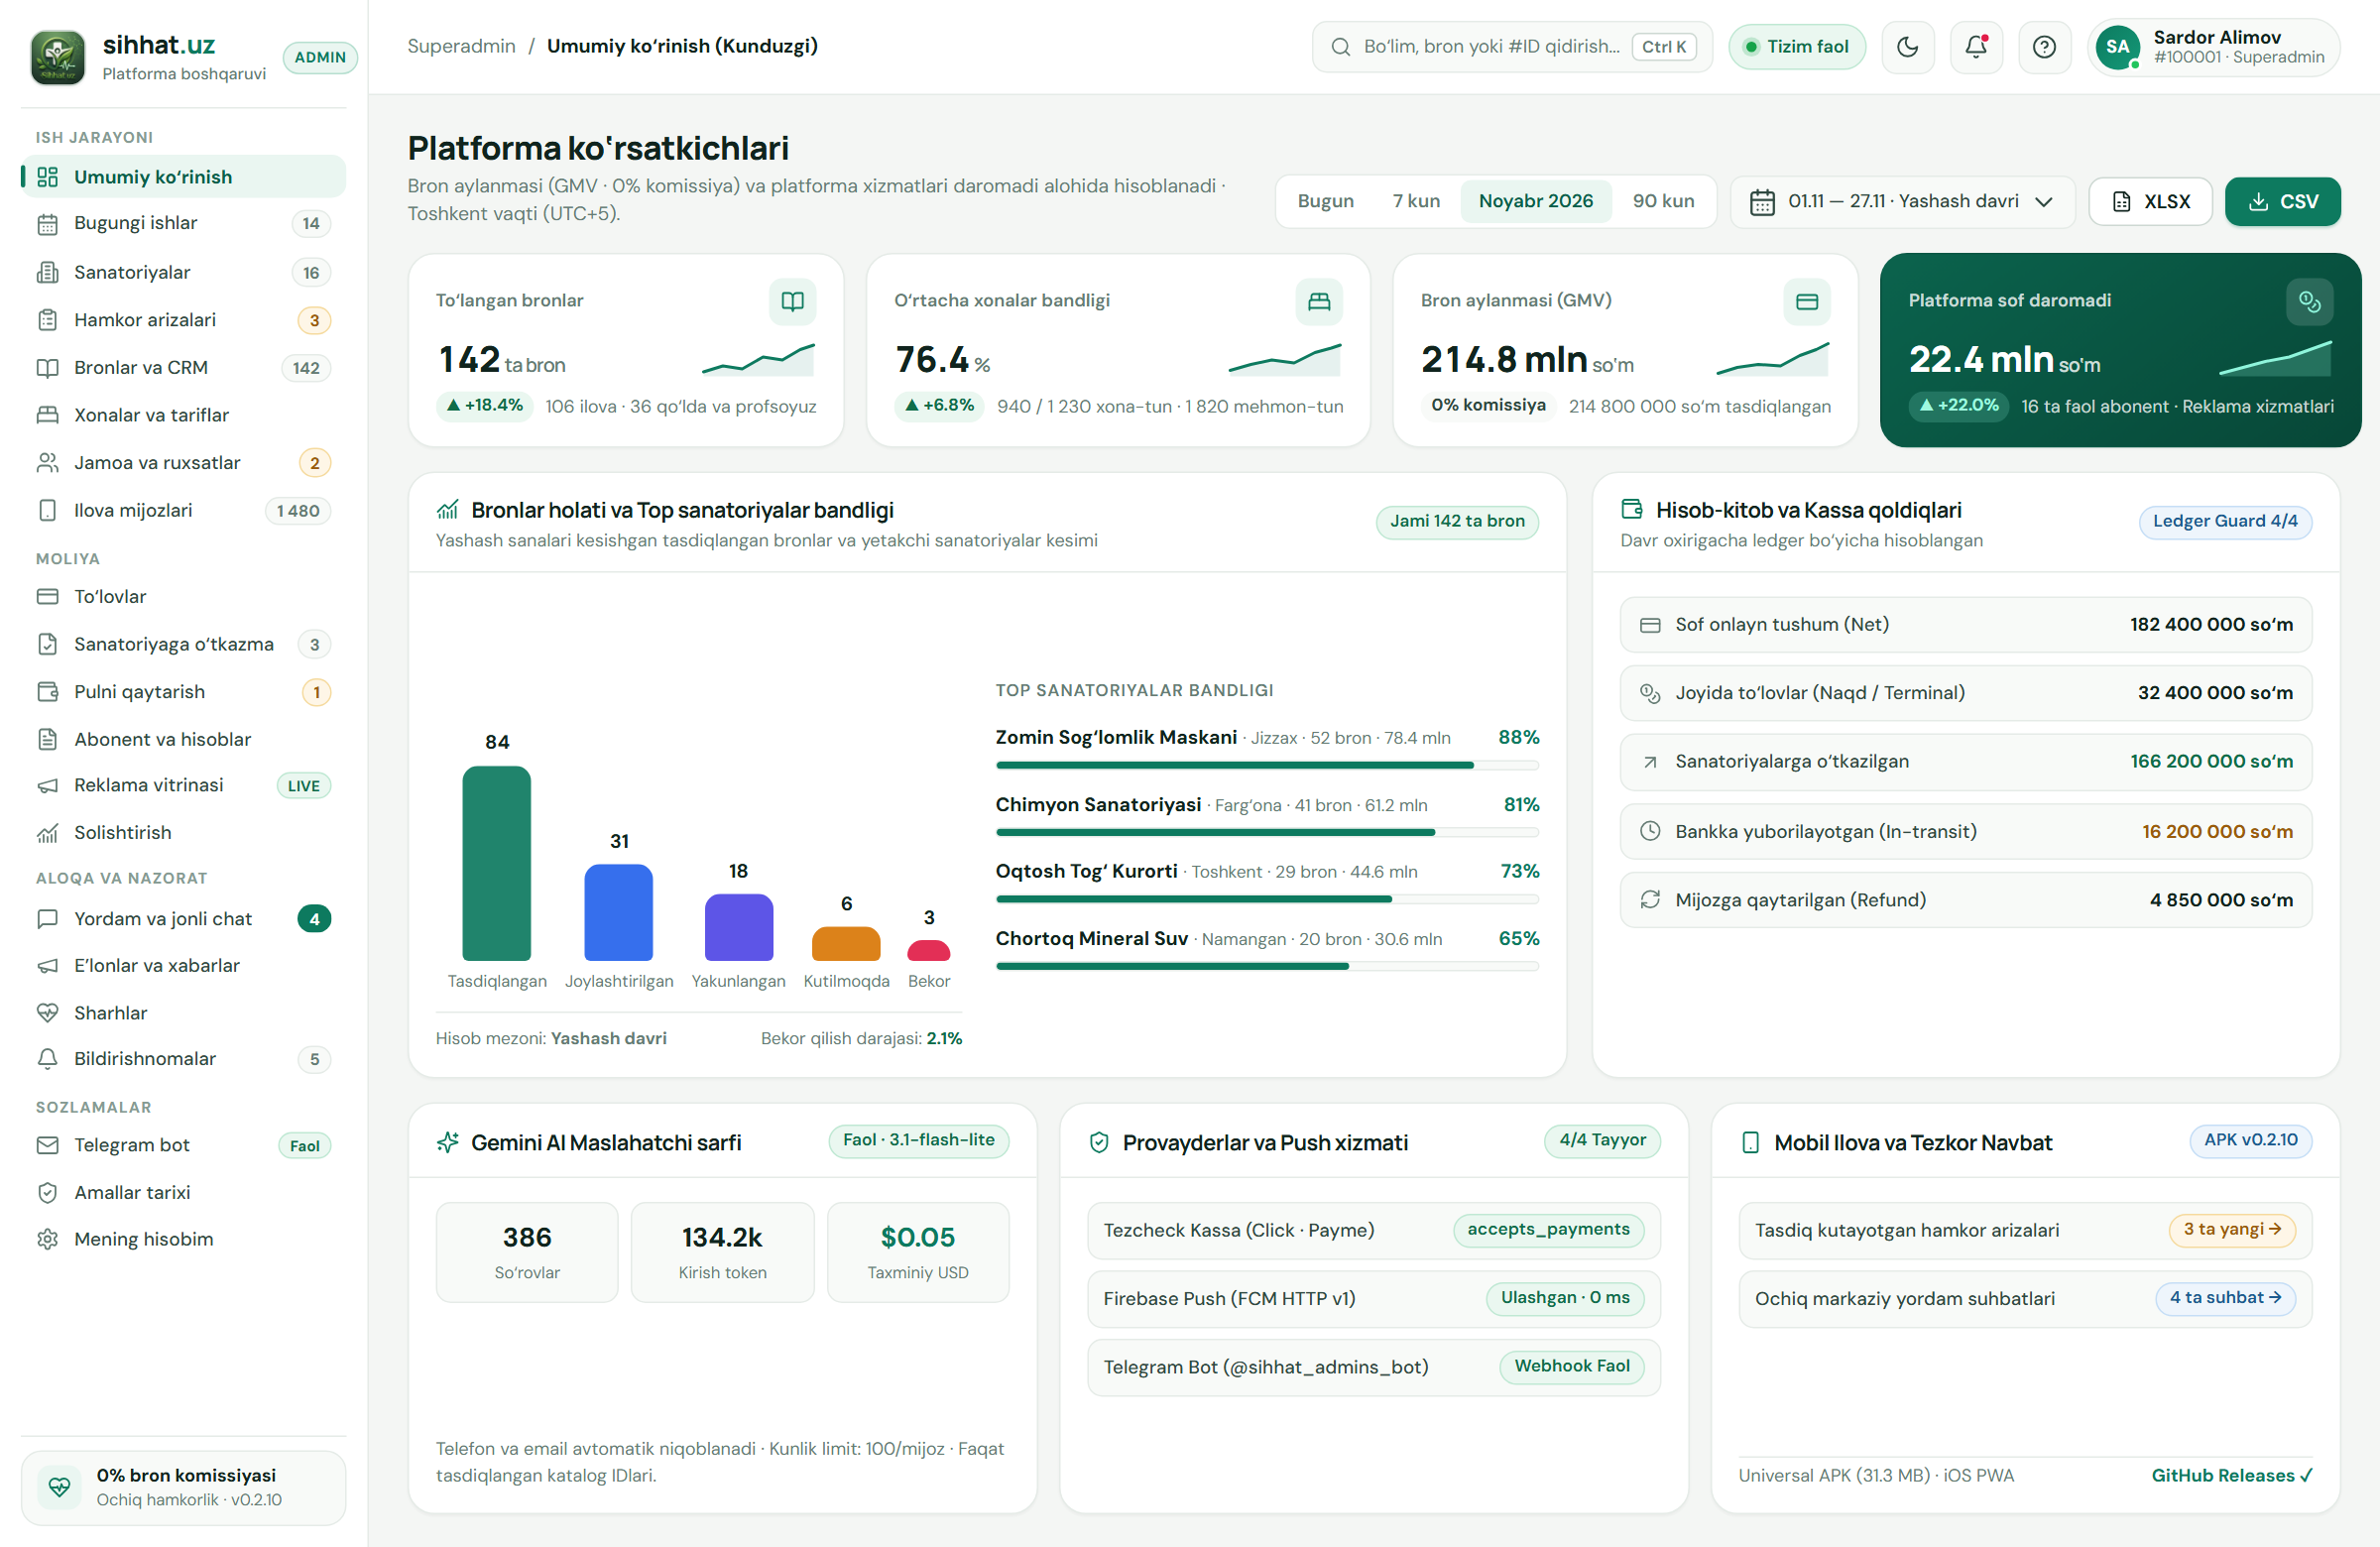 sihhat.uz
Platforma boshqaruvi
ADMIN
ISH JARAYONI
Umumiy ko‘rinish
Bugungi ishlar 14
Sanatoriyalar 16
Hamkor arizalari 3
Bronlar va CRM 142
Xonalar va tariflar
Jamoa va ruxsatlar 2
Ilova mijozlari 1 480
MOLIYA
To‘lovlar
Sanatoriyaga o‘tkazma 3
Pulni qaytarish 1
Abonent va hisoblar
Reklama vitrinasi LIVE
Solishtirish
ALOQA VA NAZORAT
Yordam va jonli chat 4
E’lonlar va xabarlar
Sharhlar
Bildirishnomalar 5
SOZLAMALAR
Telegram bot Faol
Amallar tarixi
Mening hisobim
0% bron komissiyasi
Ochiq hamkorlik · v0.2.10
Superadmin / Umumiy ko‘rinish (Kunduzgi)
Bo‘lim, bron yoki #ID qidirish... Ctrl K
Tizim faol
SA
Sardor Alimov
#100001 · Superadmin
Platforma ko‘rsatkichlari
Bron aylanmasi (GMV · 0% komissiya) va platforma xizmatlari daromadi alohida hisoblanadi ·
Toshkent vaqti (UTC+5).
Bugun 7 kun Noyabr 2026 90 kun
01.11 — 27.11 · Yashash davri
XLSX
CSV
To‘langan bronlar
142 ta bron
▲ +18.4% 106 ilova · 36 qo‘lda va profsoyuz
O‘rtacha xonalar bandligi
76.4 %
▲ +6.8% 940 / 1 230 xona-tun · 1 820 mehmon-tun
Bron aylanmasi (GMV)
214.8 mln so‘m
0% komissiya 214 800 000 so‘m tasdiqlangan
Platforma sof daromadi
22.4 mln so‘m
▲ +22.0% 16 ta faol abonent · Reklama xizmatlari
Bronlar holati va Top sanatoriyalar bandligi
Yashash sanalari kesishgan tasdiqlangan bronlar va yetakchi sanatoriyalar kesimi
Jami 142 ta bron
84
31
18
6
3
Tasdiqlangan Joylashtirilgan Yakunlangan Kutilmoqda Bekor
Hisob mezoni: Yashash davri Bekor qilish darajasi: 2.1%
TOP SANATORIYALAR BANDLIGI
Zomin Sog‘lomlik Maskani · Jizzax · 52 bron · 78.4 mln 88%
Chimyon Sanatoriyasi · Farg‘ona · 41 bron · 61.2 mln 81%
Oqtosh Tog‘ Kurorti · Toshkent · 29 bron · 44.6 mln 73%
Chortoq Mineral Suv · Namangan · 20 bron · 30.6 mln 65%
Hisob-kitob va Kassa qoldiqlari
Davr oxirigacha ledger bo‘yicha hisoblangan
Ledger Guard 4/4
Sof onlayn tushum (Net) 182 400 000 so‘m
Joyida to‘lovlar (Naqd / Terminal) 32 400 000 so‘m
Sanatoriyalarga o‘tkazilgan 166 200 000 so‘m
Bankka yuborilayotgan (In-transit) 16 200 000 so‘m
Mijozga qaytarilgan (Refund) 4 850 000 so‘m
Gemini AI Maslahatchi sarfi
Faol · 3.1-flash-lite
386
So‘rovlar
134.2k
Kirish token
$0.05
Taxminiy USD
Telefon va email avtomatik niqoblanadi · Kunlik limit: 100/mijoz · Faqat
tasdiqlangan katalog IDlari.
Provayderlar va Push xizmati
4/4 Tayyor
Tezcheck Kassa (Click · Payme) accepts_payments
Firebase Push (FCM HTTP v1) Ulashgan · 0 ms
Telegram Bot (@sihhat_admins_bot) Webhook Faol
Mobil Ilova va Tezkor Navbat
APK v0.2.10
Tasdiq kutayotgan hamkor arizalari 3 ta yangi →
Ochiq markaziy yordam suhbatlari 4 ta suhbat →
Universal APK (31.3 MB) · iOS PWA
GitHub Releases ✓